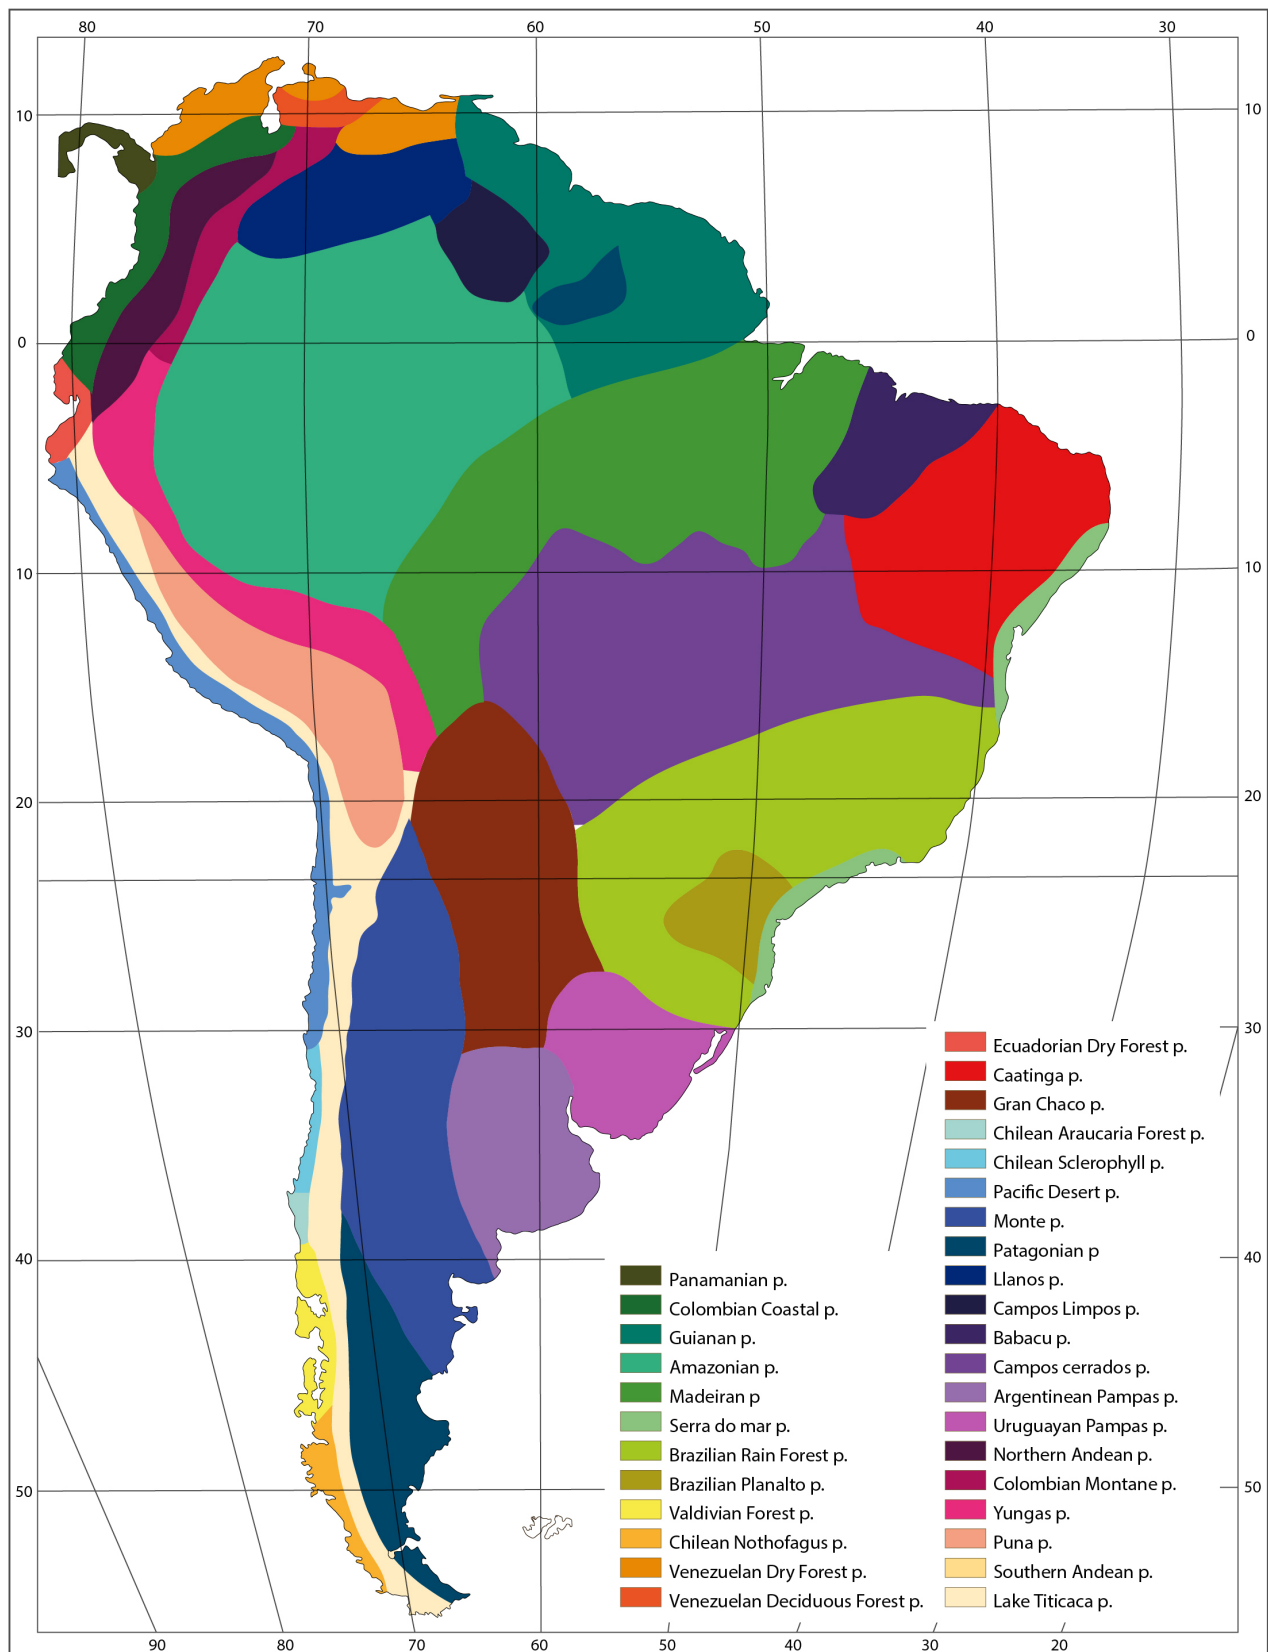 80 70 60 50 40 30
10 10
0 0
10 10
20 20
30 30
40 40
50 50
Ecuadorian Dry Forest p.
Caatinga p.
Gran Chaco p.
Chilean Araucaria Forest p.
Chilean Sclerophyll p.
Pacific Desert p.
Monte p.
Patagonian p
Llanos p.
Campos Limpos p.
Babacu p.
Campos cerrados p.
Argentinean Pampas p.
Uruguayan Pampas p.
Northern Andean p.
Colombian Montane p.
Yungas p.
Puna p.
Southern Andean p.
Lake Titicaca p.
Panamanian p.
Colombian Coastal p.
Guianan p.
Amazonian p.
Madeiran p
Serra do mar p.
Brazilian Rain Forest p.
Brazilian Planalto p.
Valdivian Forest p.
Chilean Nothofagus p.
Venezuelan Dry Forest p.
Venezuelan Deciduous Forest p.
90 80 70 60 50 40 30 20